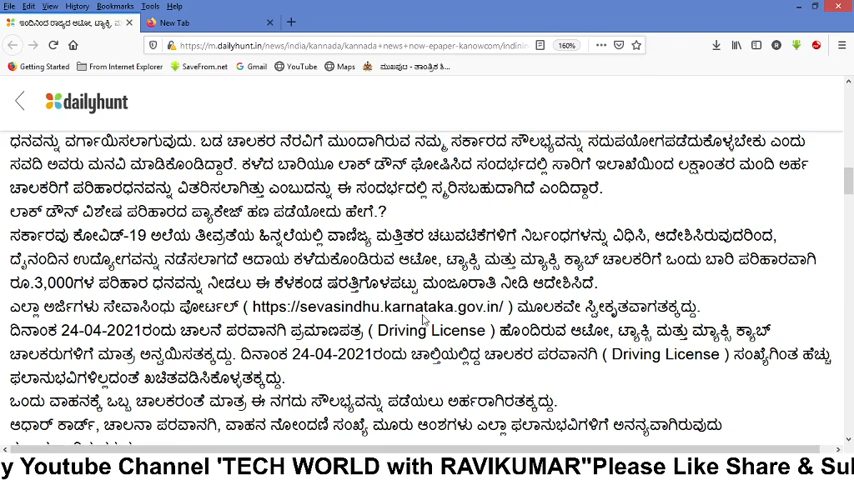 File Edit View History Bookmarks Tools Help
ಇಂದಿನಿಂದ ರಾಜ್ಯದ ಆಟೋ, ಟ್ಯಾಕ್ಸಿ, ಮ
New Tab
https://m.dailyhunt.in/news/india/kannada/kannada+news+now-epaper-kanowcom/indinin
160%
Getting Started From Internet Explorer SaveFrom.net Gmail YouTube Maps ಮುಖಪುಟ - ತಾಂತ್ರಿಕ ಶಿ...
dailyhunt
ಧನವನ್ನು ವರ್ಗಾಯಿಸಲಾಗುವುದು. ಬಡ ಚಾಲಕರ ನೆರವಿಗೆ ಮುಂದಾಗಿರುವ ನಮ್ಮ ಸರ್ಕಾರದ ಸೌಲಭ್ಯವನ್ನು ಸದುಪಯೋಗಪಡೆದುಕೊಳ್ಳಬೇಕು ಎಂದು
ಸವದಿ ಅವರು ಮನವಿ ಮಾಡಿಕೊಂಡಿದ್ದಾರೆ. ಕಳೆದ ಬಾರಿಯೂ ಲಾಕ್ ಡೌನ್ ಘೋಷಿಸಿದ ಸಂದರ್ಭದಲ್ಲಿ ಸಾರಿಗೆ ಇಲಾಖೆಯಿಂದ ಲಕ್ಷಾಂತರ ಮಂದಿ ಅರ್ಹ
ಚಾಲಕರಿಗೆ ಪರಿಹಾರಧನವನ್ನು ವಿತರಿಸಲಾಗಿತ್ತು ಎಂಬುದನ್ನು ಈ ಸಂದರ್ಭದಲ್ಲಿ ಸ್ಮರಿಸಬಹುದಾಗಿದೆ ಎಂದಿದ್ದಾರೆ.
ಲಾಕ್ ಡೌನ್ ವಿಶೇಷ ಪರಿಹಾರದ ಪ್ಯಾಕೇಜ್ ಹಣ ಪಡೆಯೋದು ಹೇಗೆ.?
ಸರ್ಕಾರವು ಕೋವಿಡ್-19 ಅಲೆಯ ತೀವ್ರತೆಯ ಹಿನ್ನಲೆಯಲ್ಲಿ ವಾಣಿಜ್ಯ ಮತ್ತಿತರ ಚಟುವಟಿಕೆಗಳಿಗೆ ನಿರ್ಬಂಧಗಳನ್ನು ವಿಧಿಸಿ, ಆದೇಶಿಸಿರುವುದರಿಂದ,
ದೈನಂದಿನ ಉದ್ಯೋಗವನ್ನು ನಡೆಸಲಾಗದೆ ಆದಾಯ ಕಳೆದುಕೊಂಡಿರುವ ಆಟೋ, ಟ್ಯಾಕ್ಸಿ ಮತ್ತು ಮ್ಯಾಕ್ಸಿ ಕ್ಯಾಬ್ ಚಾಲಕರಿಗೆ ಒಂದು ಬಾರಿ ಪರಿಹಾರವಾಗಿ
ರೂ.3,000ಗಳ ಪರಿಹಾರ ಧನವನ್ನು ನೀಡಲು ಈ ಕೆಳಕಂಡ ಷರತ್ತಿಗೊಳಪಟ್ಟು ಮಂಜೂರಾತಿ ನೀಡಿ ಆದೇಶಿಸಿದೆ.
ಎಲ್ಲಾ ಅರ್ಜಿಗಳು ಸೇವಾಸಿಂಧು ಪೋರ್ಟಲ್ ( https://sevasindhu.karnataka.gov.in/ ) ಮೂಲಕವೇ ಸ್ವೀಕೃತವಾಗತಕ್ಕದ್ದು.
ದಿನಾಂಕ 24-04-2021ರಂದು ಚಾಲನೆ ಪರವಾನಗಿ ಪ್ರಮಾಣಪತ್ರ ( Driving License ) ಹೊಂದಿರುವ ಆಟೋ, ಟ್ಯಾಕ್ಸಿ ಮತ್ತು ಮ್ಯಾಕ್ಸಿ ಕ್ಯಾಬ್
ಚಾಲಕರುಗಳಿಗೆ ಮಾತ್ರ ಅನ್ವಯಿಸತಕ್ಕದ್ದು. ದಿನಾಂಕ 24-04-2021ರಂದು ಚಾಲ್ತಿಯಲ್ಲಿದ್ದ ಚಾಲಕರ ಪರವಾನಗಿ ( Driving License ) ಸಂಖ್ಯೆಗಿಂತ ಹೆಚ್ಚು
ಫಲಾನುಭವಿಗಳಿಲ್ಲದಂತೆ ಖಚಿತಪಡಿಸಿಕೊಳ್ಳತಕ್ಕದ್ದು.
ಒಂದು ವಾಹನಕ್ಕೆ ಒಬ್ಬ ಚಾಲಕರಂತೆ ಮಾತ್ರ ಈ ನಗದು ಸೌಲಭ್ಯವನ್ನು ಪಡೆಯಲು ಅರ್ಹರಾಗಿರತಕ್ಕದ್ದು.
ಆಧಾರ್ ಕಾರ್ಡ್, ಚಾಲನಾ ಪರವಾನಗಿ, ವಾಹನ ನೋಂದಣಿ ಸಂಖ್ಯೆ ಮೂರು ಅಂಶಗಳು ಎಲ್ಲಾ ಫಲಾನುಭವಿಗಳಿಗೆ ಅನನ್ಯವಾಗಿರುವುದು
y Youtube Channel 'TECH WORLD with RAVIKUMAR"Please Like Share & Sul